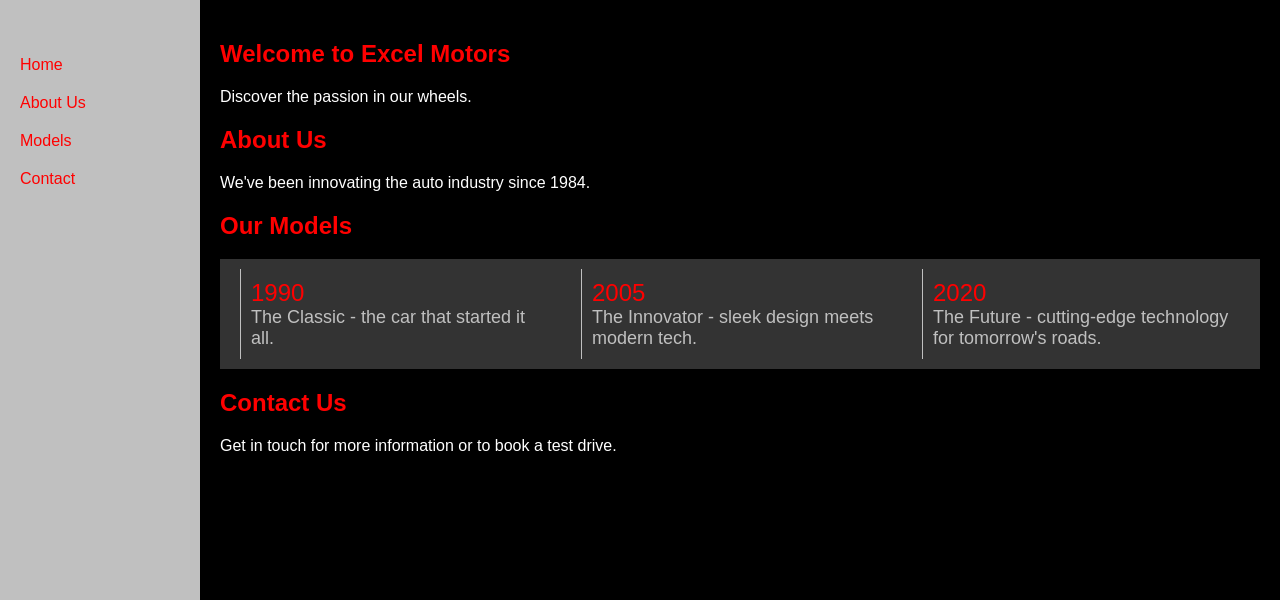 Home
About Us
Models
Contact
Welcome to Excel Motors
Discover the passion in our wheels.
About Us
We've been innovating the auto industry since 1984.
Our Models
1990
The Classic - the car that started it
all.
2005
The Innovator - sleek design meets
modern tech.
2020
The Future - cutting-edge technology
for tomorrow's roads.
Contact Us
Get in touch for more information or to book a test drive.